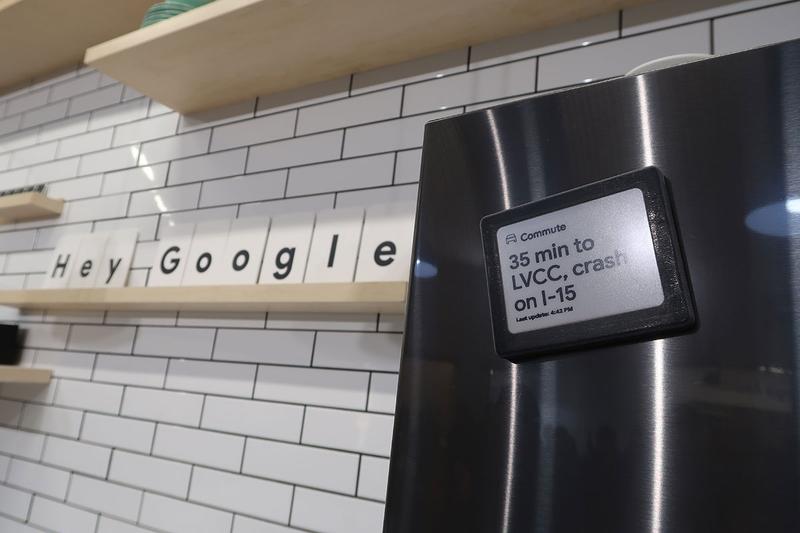 Hey Google
Commute
35 min to
LVCC, crash
on I-15
Last update: 4:42 PM